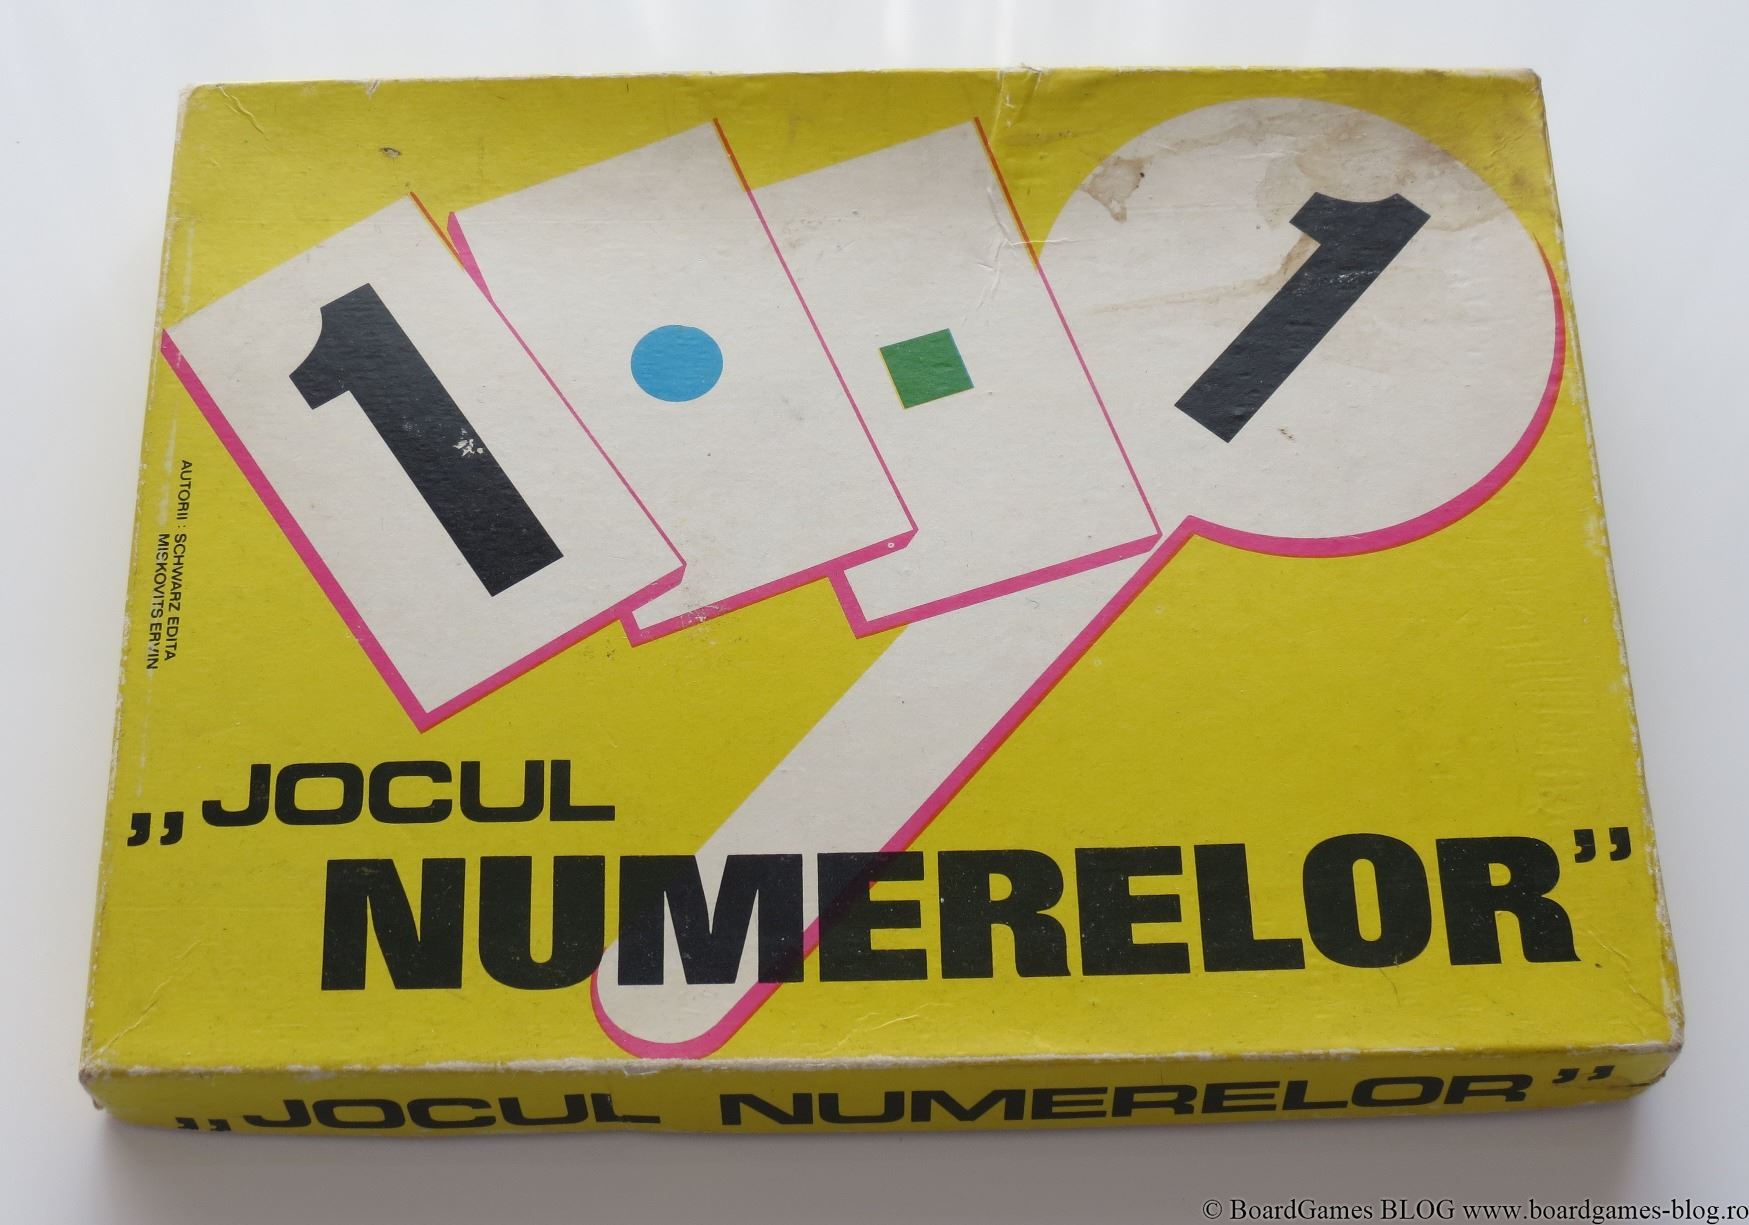 1
1
AUTORII : SCHWARZ EDITA
MISKOVITS ERVIN
„JOCUL
NUMERELOR”
„JOCUL NUMERELOR”
© BoardGames BLOG www.boardgames-blog.ro